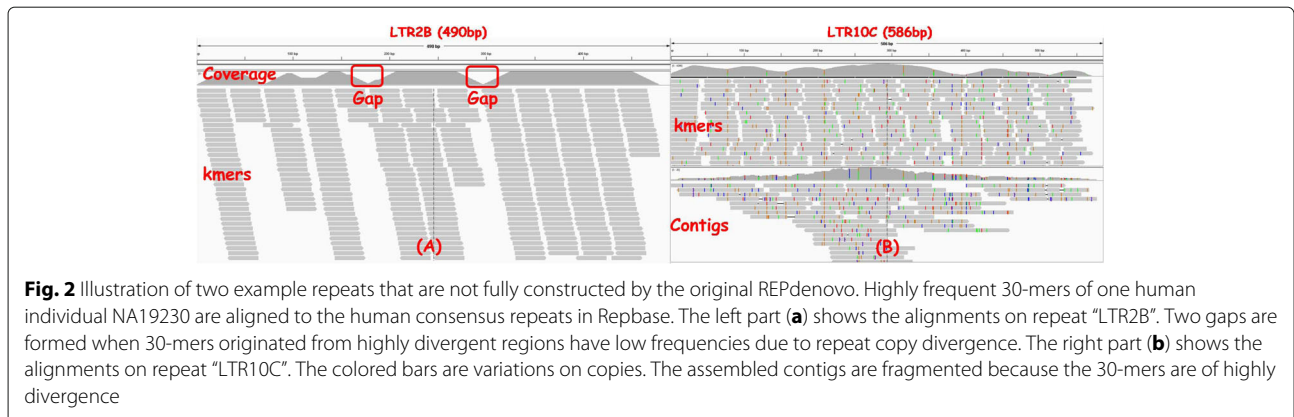 LTR2B (490bp)
LTR10C (586bp)
490 bp
Coverage
Gap
Gap
kmers
kmers
Contigs
(A)
(B)
Fig. 2 Illustration of two example repeats that are not fully constructed by the original REPdenovo. Highly frequent 30-mers of one human
individual NA19230 are aligned to the human consensus repeats in Repbase. The left part (a) shows the alignments on repeat “LTR2B”. Two gaps are
formed when 30-mers originated from highly divergent regions have low frequencies due to repeat copy divergence. The right part (b) shows the
alignments on repeat “LTR10C”. The colored bars are variations on copies. The assembled contigs are fragmented because the 30-mers are of highly
divergence